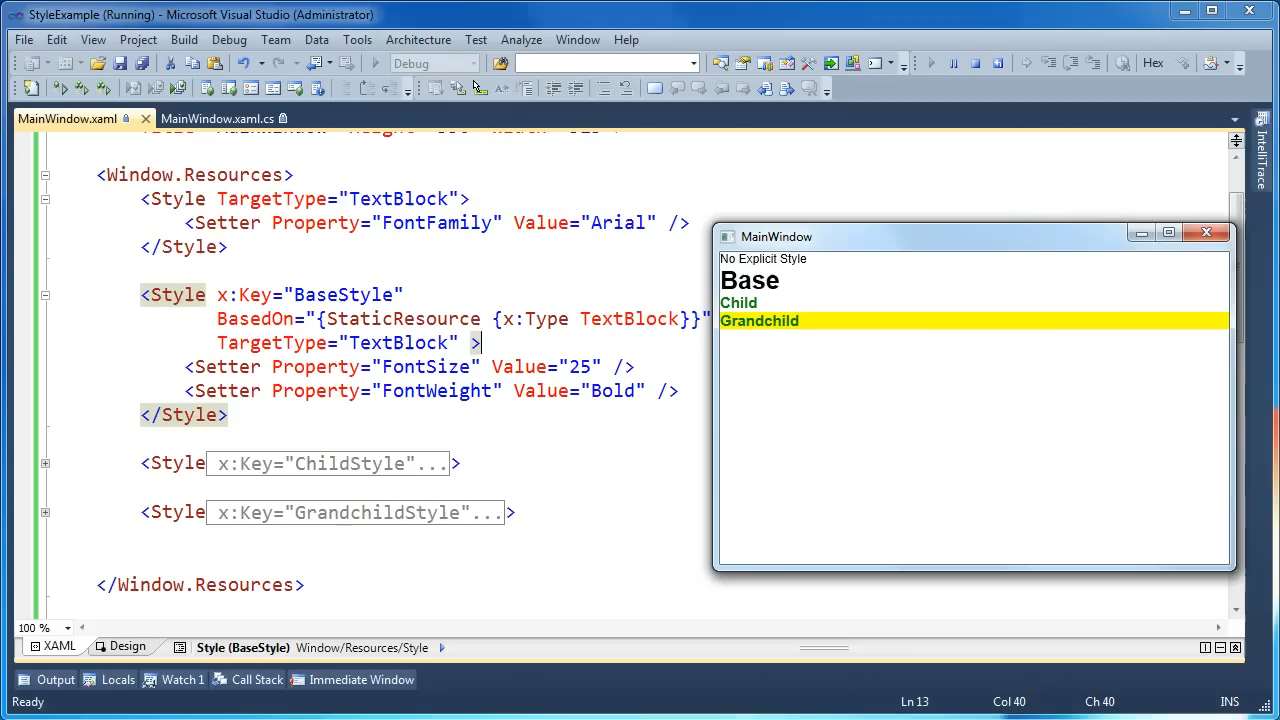 StyleExample (Running) - Microsoft Visual Studio (Administrator)
File Edit View Project Build Debug Team Data Tools Architecture Test Analyze Window Help
Debug
Hex
MainWindow.xaml MainWindow.xaml.cs
<Window.Resources>
<Style TargetType="TextBlock">
<Setter Property="FontFamily" Value="Arial" />
</Style>
<Style x:Key="BaseStyle"
BasedOn="{StaticResource {x:Type TextBlock}}"
TargetType="TextBlock" >
<Setter Property="FontSize" Value="25" />
<Setter Property="FontWeight" Value="Bold" />
</Style>
<Style x:Key="ChildStyle"...>
<Style x:Key="GrandchildStyle"...>
</Window.Resources>
MainWindow
No Explicit Style
Base
Child
Grandchild
IntelliTrace
100 %
XAML Design Style (BaseStyle) Window/Resources/Style
Output Locals Watch 1 Call Stack Immediate Window
Ready Ln 13 Col 40 Ch 40 INS